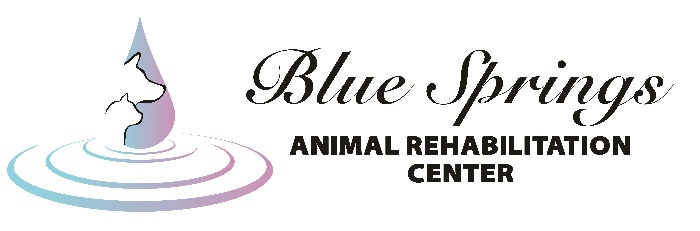 Blue Springs
ANIMAL REHABILITATION
CENTER